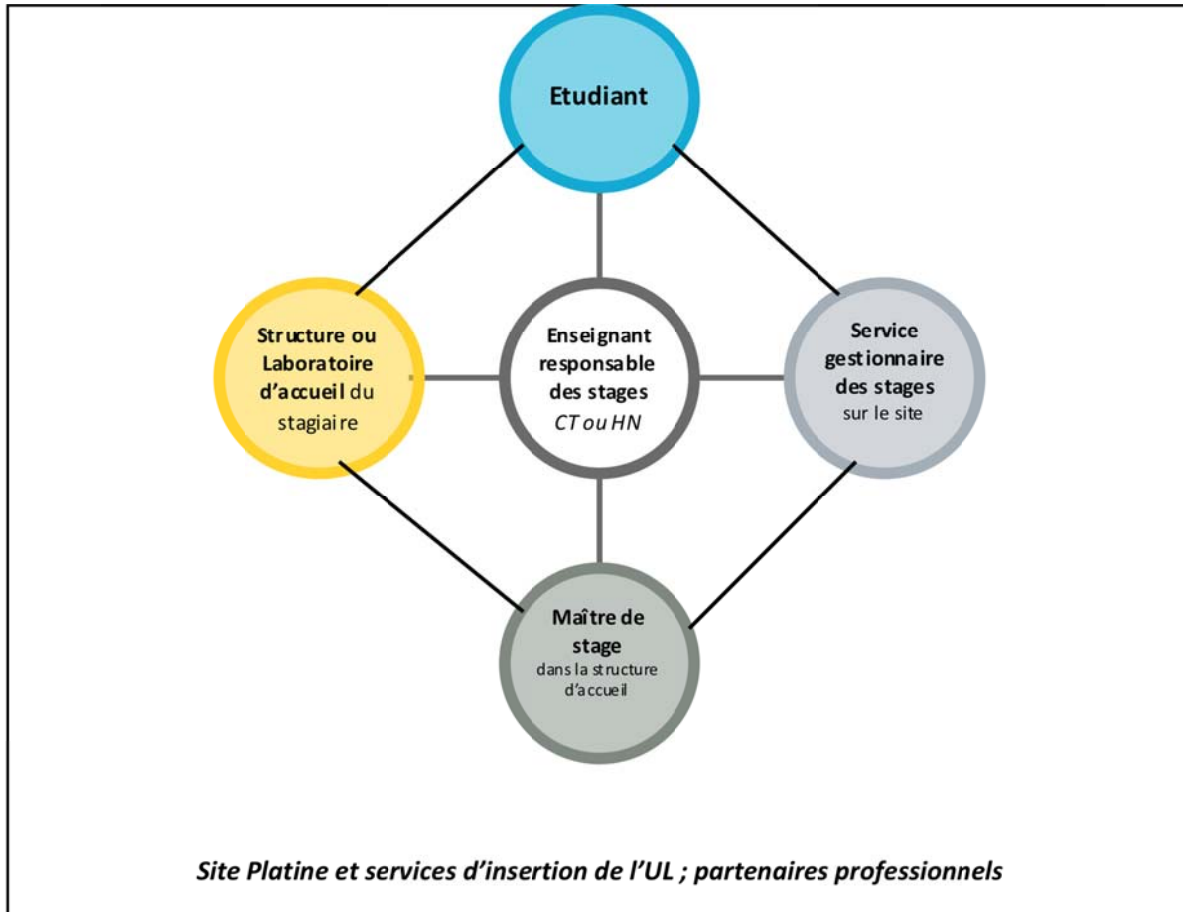 Etudiant
Structure ou
Laboratoire
d’accueil du
stagiaire
Enseignant
responsable
des stages
CT ou HN
Service
gestionnaire
des stages
sur le site
Maître de
stage
dans la structure
d’accueil
Site Platine et services d’insertion de l’UL ; partenaires professionnels